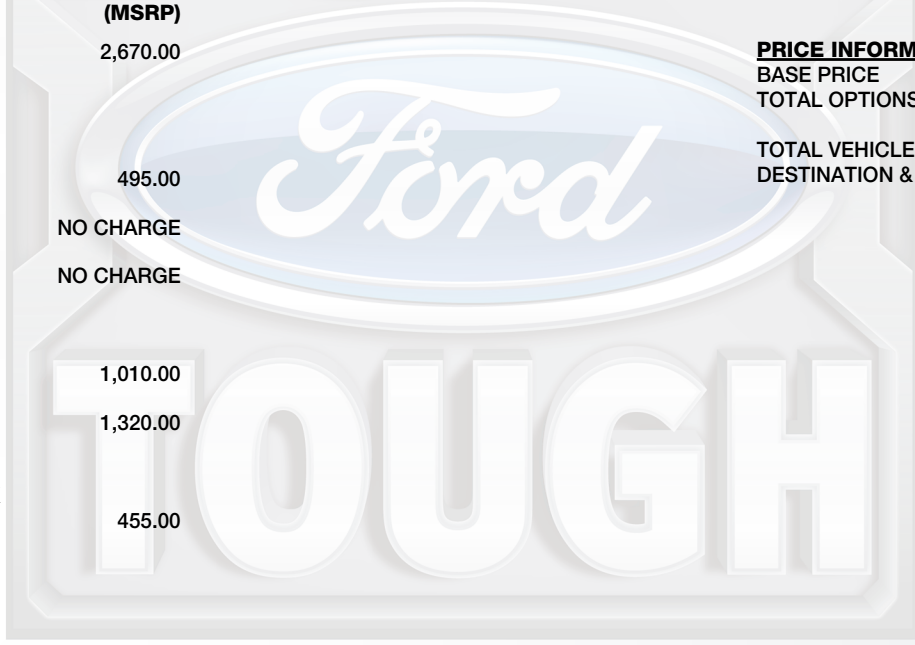 (MSRP)
2,670.00
495.00
NO CHARGE
NO CHARGE
1,010.00
1,320.00
455.00
PRICE INFORM
BASE PRICE
TOTAL OPTIONS
TOTAL VEHICLE
DESTINATION &
Ford
TOUGH